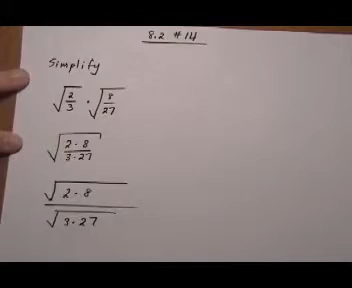 8.2 #14
Simplify
√(2/3) · √(8/27)
√((2·8)/(3·27))
√(2·8)
√(3·27)